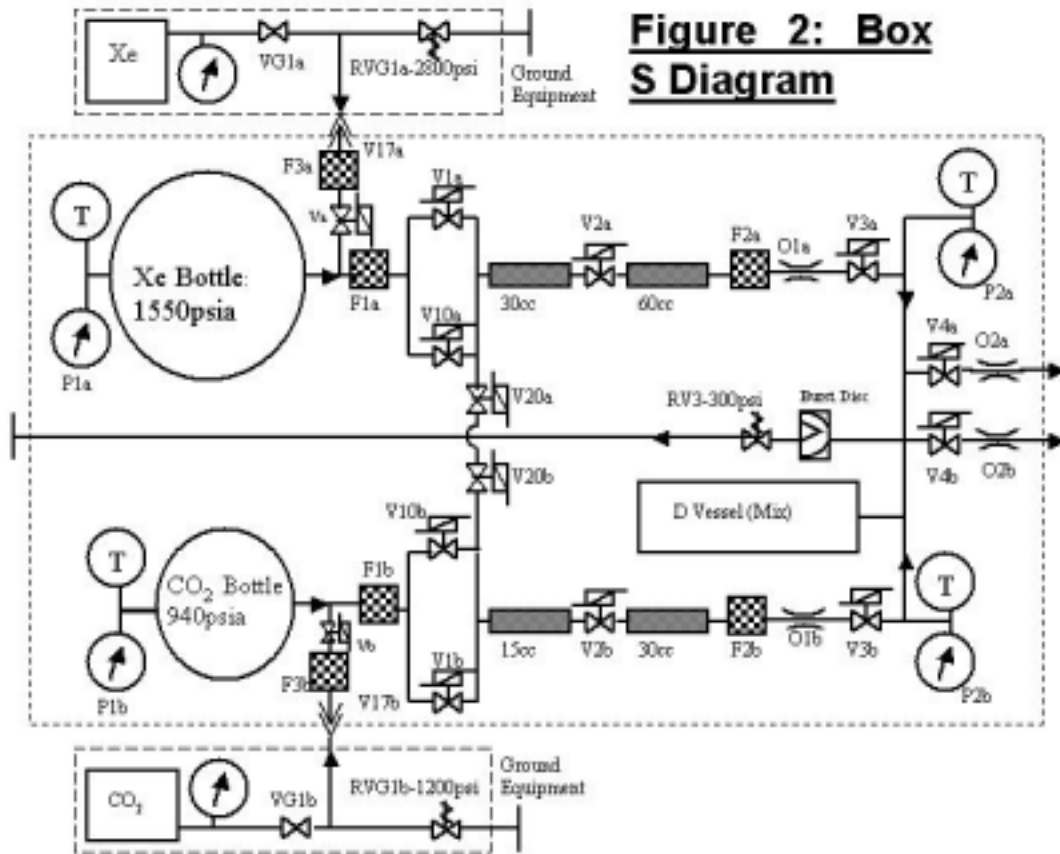 Figure 2: Box
S Diagram
Xe
VG1a
RVG1a-2800psi
Ground
Equipment
F3a
V17a
Va
V1a
T
Xe Bottle:
1550psia
F1a
V10a
P1a
30cc
V2a
60cc
F2a
O1a
V3a
T
P2a
V4a
O2a
V20a
RV3-300psi
Burst Disc
V20b
V4b
O2b
D Vessel (Mix)
V10b
T
CO₂ Bottle
940psia
F1b
Vb
F3b
V17b
V1b
P1b
15cc
V2b
30cc
F2b
O1b
V3b
T
P2b
CO₂
VG1b
RVG1b-1200psi
Ground
Equipment